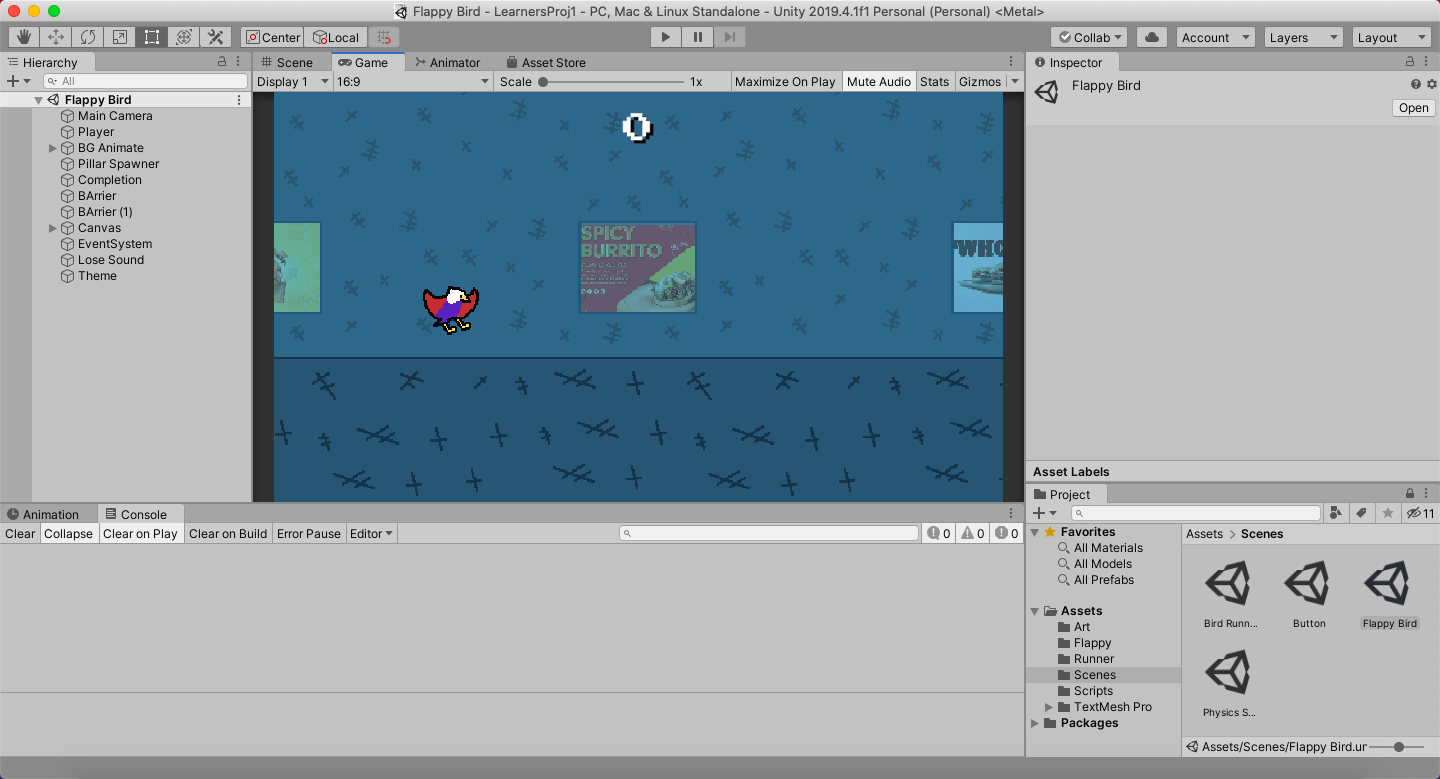 Flappy Bird - LearnersProj1 - PC, Mac & Linux Standalone - Unity 2019.4.1f1 Personal (Personal) <Metal>
Center Local Collab Account Layers Layout
Hierarchy
All
Flappy Bird
Main Camera
Player
BG Animate
Pillar Spawner
Completion
BArrier
BArrier (1)
Canvas
EventSystem
Lose Sound
Theme
Scene Game Animator Asset Store
Display 1 16:9 Scale 1x Maximize On Play Mute Audio Stats Gizmos
0
SPICY
BURRITO
Inspector
Flappy Bird
Open
Asset Labels
Animation Console
Clear Collapse Clear on Play Clear on Build Error Pause Editor 0 0 0
Project
11
Favorites
All Materials
All Models
All Prefabs
Assets
Art
Flappy
Runner
Scenes
Scripts
TextMesh Pro
Packages
Assets > Scenes
Bird Runn... Button Flappy Bird
Physics S...
Assets/Scenes/Flappy Bird.ur